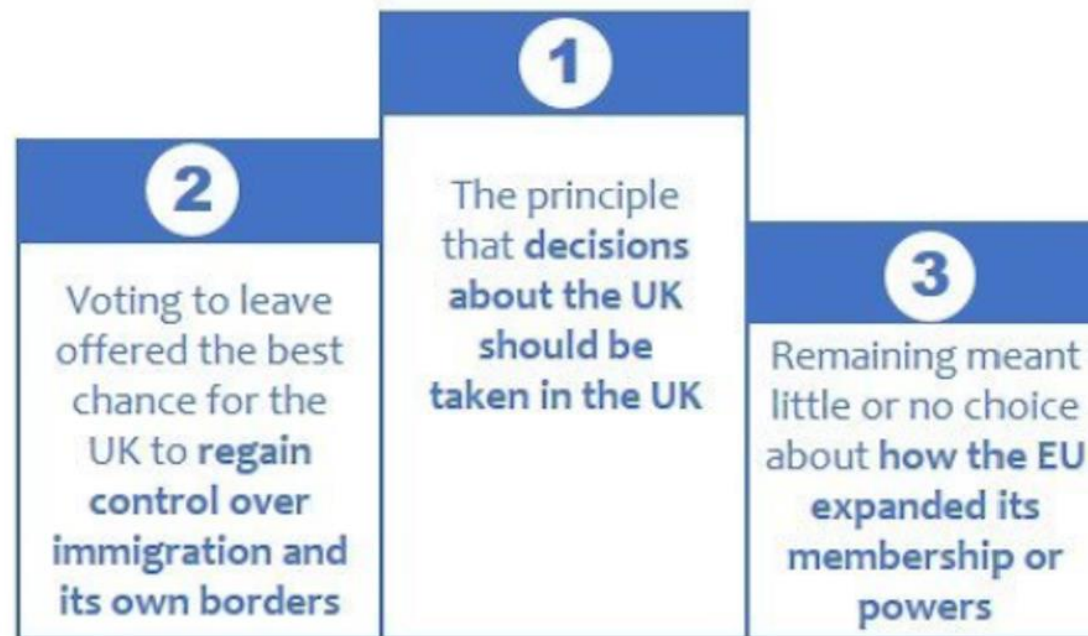 1
The principle
that decisions
about the UK
should be
taken in the UK
2
Voting to leave
offered the best
chance for the
UK to regain
control over
immigration and
its own borders
3
Remaining meant
little or no choice
about how the EU
expanded its
membership or
powers